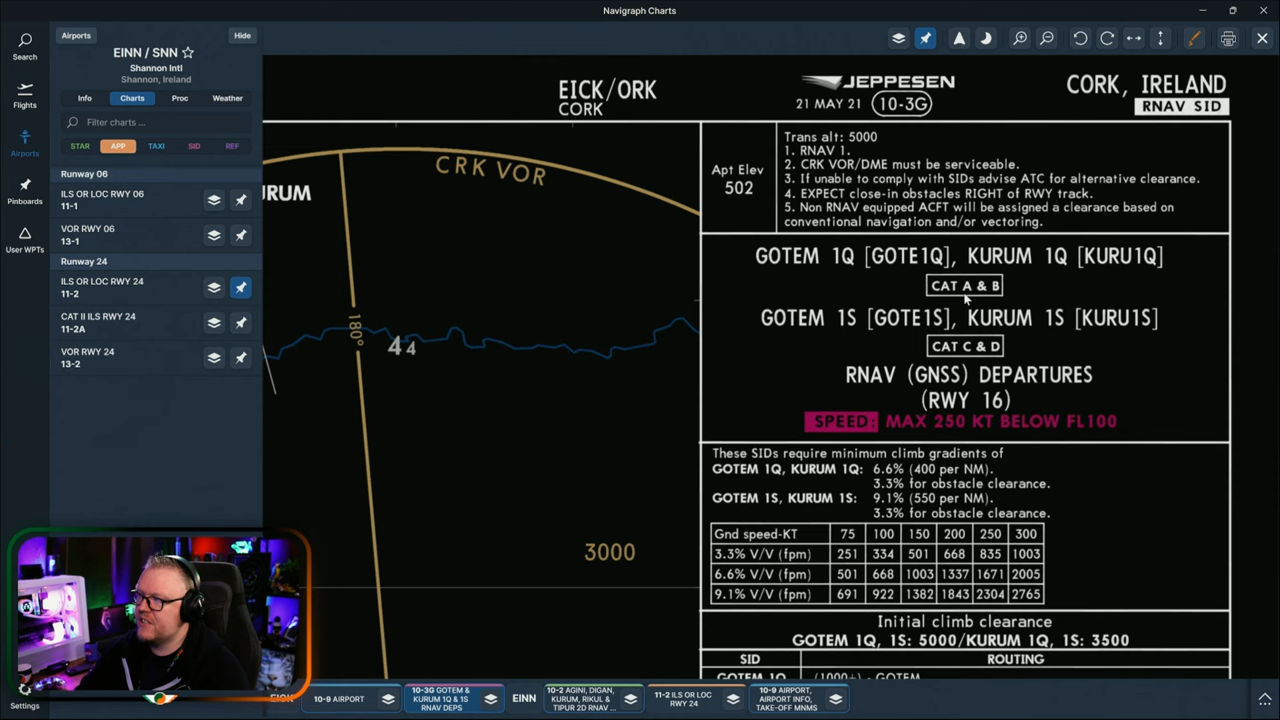 Navigraph Charts
Search
Flights
Airports
Pinboards
User WPTs
Settings
Airports
Hide
EINN / SNN
Shannon Intl
Shannon, Ireland
Info Charts Proc Weather
Filter charts ...
STAR APP TAXI SID REF
Runway 06
ILS OR LOC RWY 06
11-1
VOR RWY 06
13-1
Runway 24
ILS OR LOC RWY 24
11-2
CAT II ILS RWY 24
11-2A
VOR RWY 24
13-2
EICK/ORK
CORK
JEPPESEN
21 MAY 21 10-3G
CORK, IRELAND
RNAV SID
CRK VOR
180°
44
3000
Apt Elev
502
Trans alt: 5000
1. RNAV 1.
2. CRK VOR/DME must be serviceable.
3. If unable to comply with SIDs advise ATC for alternative clearance.
4. EXPECT close-in obstacles RIGHT of RWY track.
5. Non RNAV equipped ACFT will be assigned a clearance based on
conventional navigation and/or vectoring.
GOTEM 1Q [GOTE1Q], KURUM 1Q [KURU1Q]
CAT A & B
GOTEM 1S [GOTE1S], KURUM 1S [KURU1S]
CAT C & D
RNAV (GNSS) DEPARTURES
(RWY 16)
SPEED: MAX 250 KT BELOW FL100
These SIDs require minimum climb gradients of
GOTEM 1Q, KURUM 1Q: 6.6% (400 per NM).
3.3% for obstacle clearance.
GOTEM 1S, KURUM 1S: 9.1% (550 per NM).
3.3% for obstacle clearance.
Gnd speed-KT 75 100 150 200 250 300
3.3% V/V (fpm) 251 334 501 668 835 1003
6.6% V/V (fpm) 501 668 1003 1337 1671 2005
9.1% V/V (fpm) 691 922 1382 1843 2304 2765
Initial climb clearance
GOTEM 1Q, 1S: 5000/KURUM 1Q, 1S: 3500
SID ROUTING
10-9 AIRPORT
10-3G GOTEM &
KURUM 1Q & 1S
RNAV DEPS
EINN
10-2 AGINI, DIGAN,
KURUM, RIKUL &
TIPUR 2D RNAV ...
11-2 ILS OR LOC
RWY 24
10-9 AIRPORT,
AIRPORT INFO,
TAKE-OFF MNMS